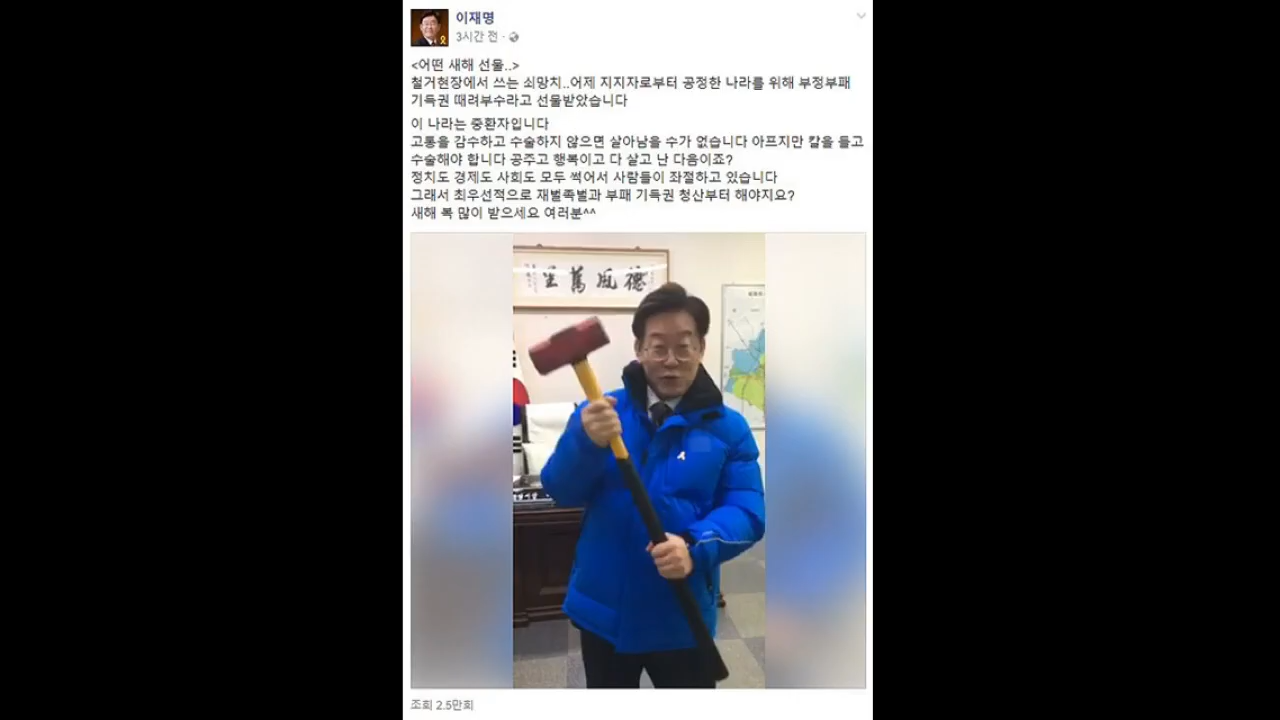 이재명
3시간 전 ·
<어떤 새해 선물..>
철거현장에서 쓰는 쇠망치..어제 지지자로부터 공정한 나라를 위해 부정부패
기득권 때려부수라고 선물받았습니다
이 나라는 중환자입니다
고통을 감수하고 수술하지 않으면 살아남을 수가 없습니다 아프지만 칼을 들고
수술해야 합니다 공주고 행복이고 다 살고 난 다음이죠?
정치도 경제도 사회도 모두 썩어서 사람들이 좌절하고 있습니다
그래서 최우선적으로 재벌족벌과 부패 기득권 청산부터 해야지요?
새해 복 많이 받으세요 여러분^^
조회 2.5만회